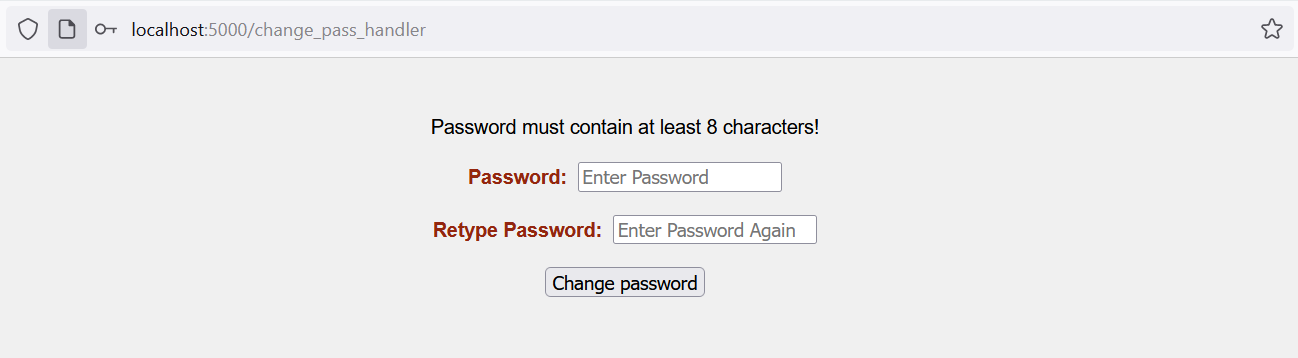 localhost:5000/change_pass_handler
Password must contain at least 8 characters!
Password: Enter Password
Retype Password: Enter Password Again
Change password